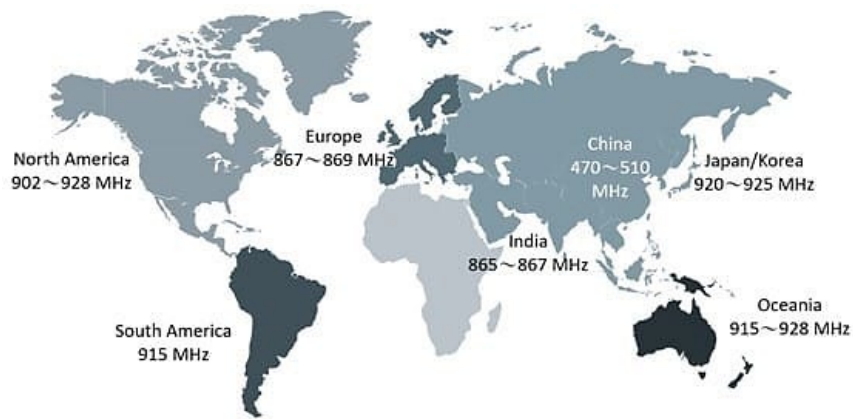 Europe
867～869 MHz
China
470～510
MHz
North America
902～928 MHz
Japan/Korea
920～925 MHz
India
865～867 MHz
South America
915 MHz
Oceania
915～928 MHz